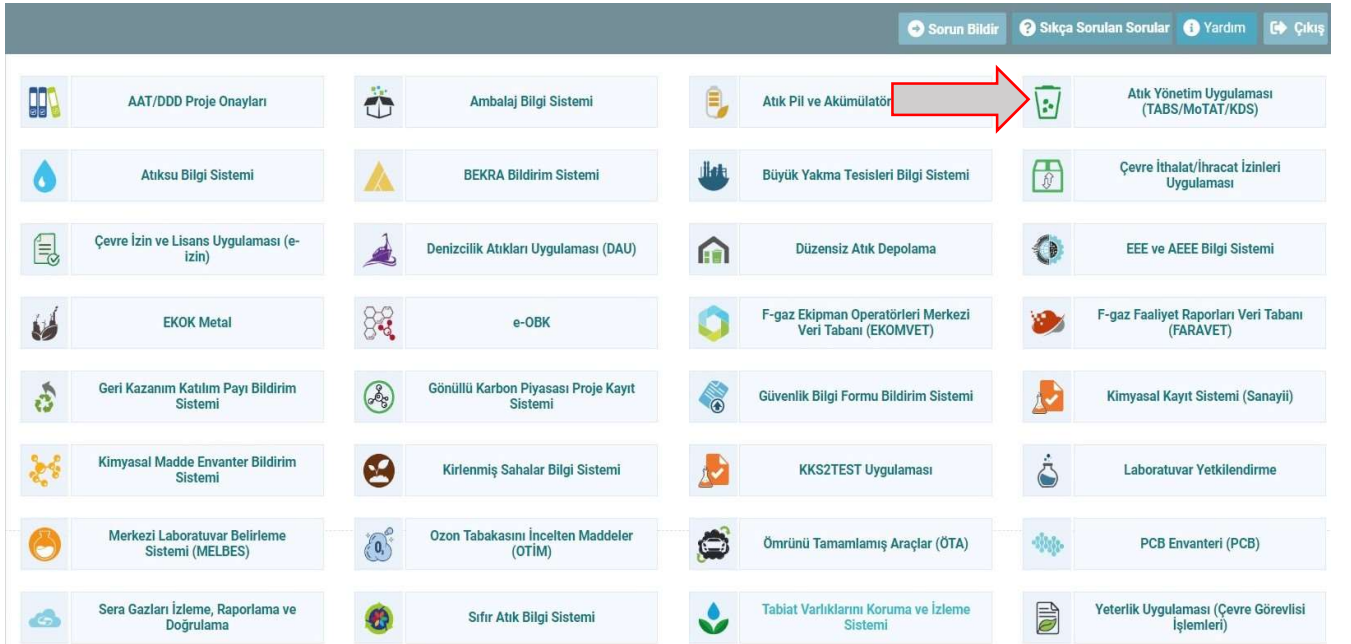 Sorun Bildir
Sıkça Sorulan Sorular
Yardım
Çıkış
AAT/DDD Proje Onayları
Ambalaj Bilgi Sistemi
Atık Pil ve Akümülatör
Atık Yönetim Uygulaması
(TABS/MoTAT/KDS)
Atıksu Bilgi Sistemi
BEKRA Bildirim Sistemi
Büyük Yakma Tesisleri Bilgi Sistemi
Çevre İthalat/İhracat İzinleri
Uygulaması
Çevre İzin ve Lisans Uygulaması (e-
izin)
Denizcilik Atıkları Uygulaması (DAU)
Düzensiz Atık Depolama
EEE ve AEEE Bilgi Sistemi
EKOK Metal
e-OBK
F-gaz Ekipman Operatörleri Merkezi
Veri Tabanı (EKOMVET)
F-gaz Faaliyet Raporları Veri Tabanı
(FARAVET)
Geri Kazanım Katılım Payı Bildirim
Sistemi
Gönüllü Karbon Piyasası Proje Kayıt
Sistemi
Güvenlik Bilgi Formu Bildirim Sistemi
Kimyasal Kayıt Sistemi (Sanayii)
Kimyasal Madde Envanter Bildirim
Sistemi
Kirlenmiş Sahalar Bilgi Sistemi
KKS2TEST Uygulaması
Laboratuvar Yetkilendirme
Merkezi Laboratuvar Belirleme
Sistemi (MELBES)
Ozon Tabakasını İncelten Maddeler
(OTİM)
Ömrünü Tamamlamış Araçlar (ÖTA)
PCB Envanteri (PCB)
Sera Gazları İzleme, Raporlama ve
Doğrulama
Sıfır Atık Bilgi Sistemi
Tabiat Varlıklarını Koruma ve İzleme
Sistemi
Yeterlik Uygulaması (Çevre Görevlisi
İşlemleri)